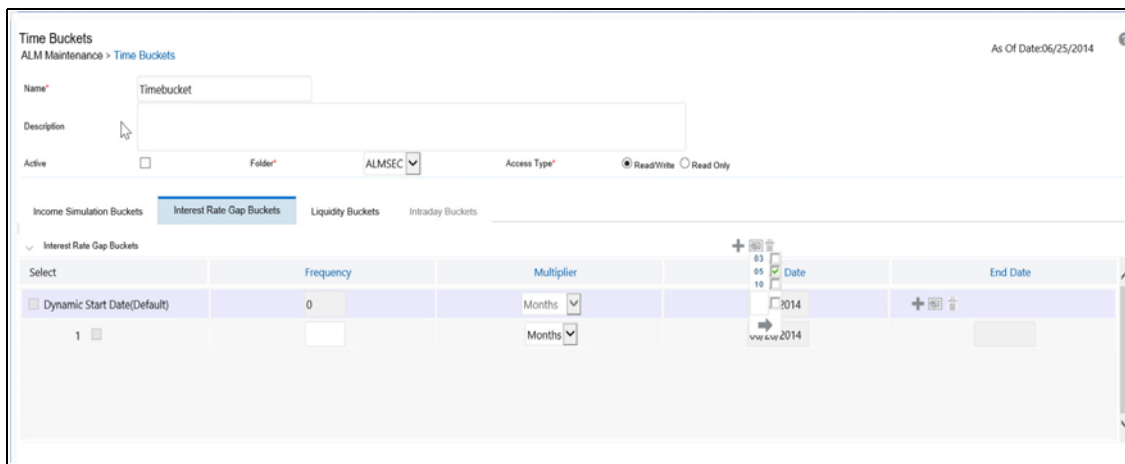 Time Buckets
ALM Maintenance > Time Buckets
As Of Date:06/25/2014
Name* Timebucket
Description
Active Folder* ALMSEC Access Type* Read/Write Read Only
Income Simulation Buckets Interest Rate Gap Buckets Liquidity Buckets Intraday Buckets
Interest Rate Gap Buckets
03
Select Frequency Multiplier 05 Date End Date
10
Dynamic Start Date(Default) 0 Months 2014
1 Months 2014